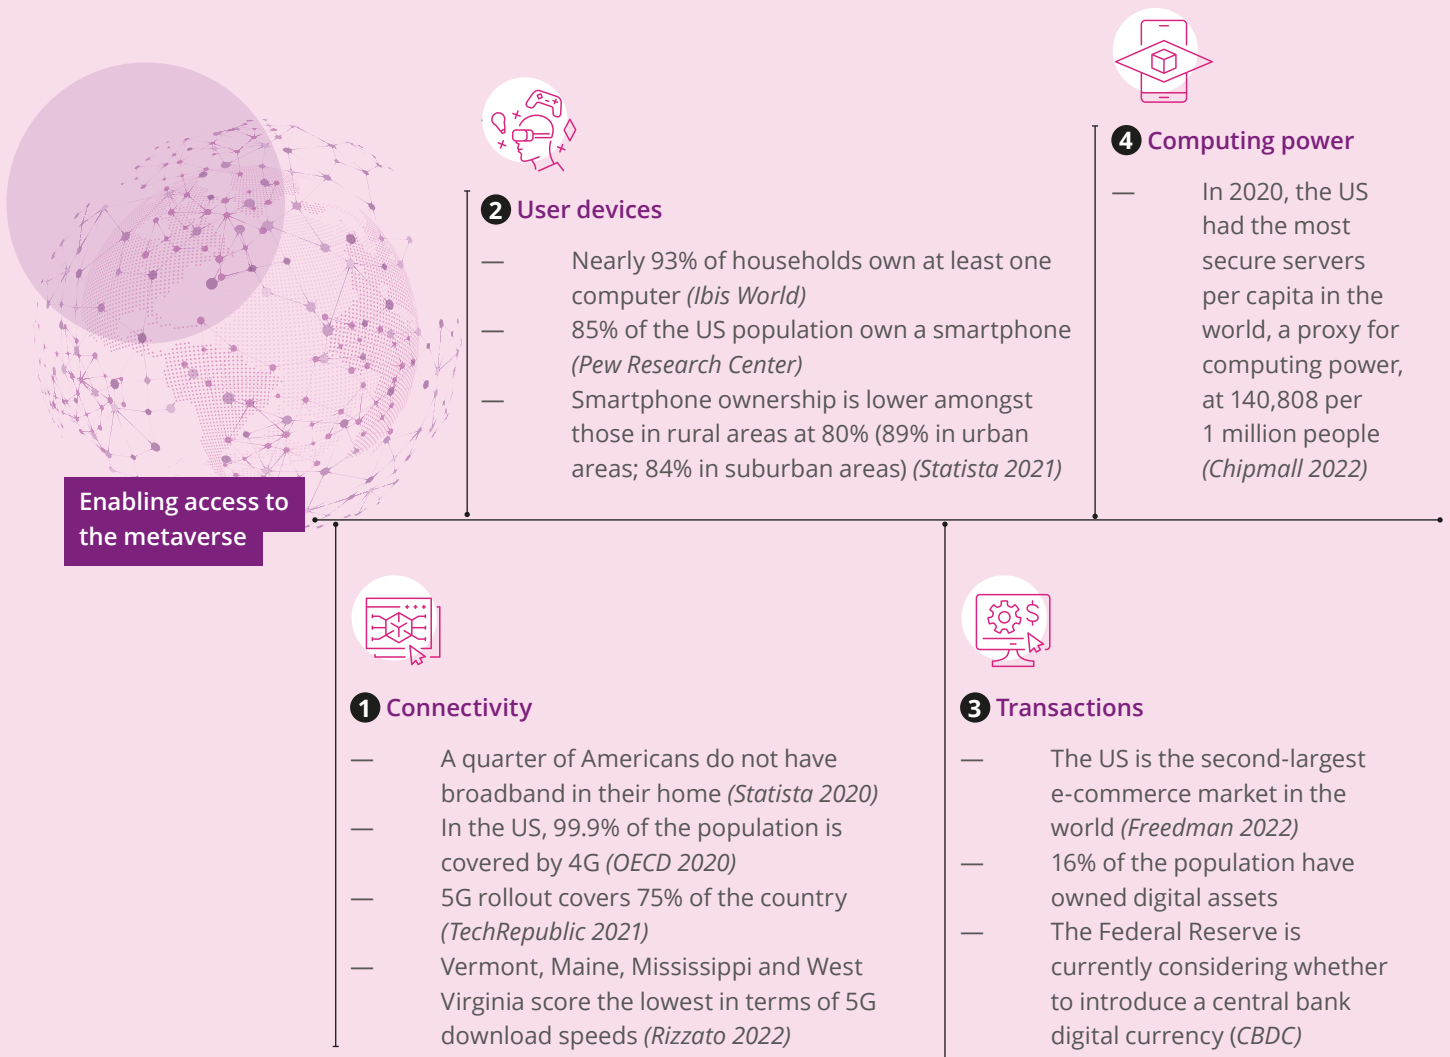 Enabling access to
the metaverse
1 Connectivity
— A quarter of Americans do not have
broadband in their home (Statista 2020)
— In the US, 99.9% of the population is
covered by 4G (OECD 2020)
— 5G rollout covers 75% of the country
(TechRepublic 2021)
— Vermont, Maine, Mississippi and West
Virginia score the lowest in terms of 5G
download speeds (Rizzato 2022)
2 User devices
— Nearly 93% of households own at least one
computer (Ibis World)
— 85% of the US population own a smartphone
(Pew Research Center)
— Smartphone ownership is lower amongst
those in rural areas at 80% (89% in urban
areas; 84% in suburban areas) (Statista 2021)
3 Transactions
— The US is the second-largest
e-commerce market in the
world (Freedman 2022)
— 16% of the population have
owned digital assets
— The Federal Reserve is
currently considering whether
to introduce a central bank
digital currency (CBDC)
4 Computing power
— In 2020, the US
had the most
secure servers
per capita in the
world, a proxy for
computing power,
at 140,808 per
1 million people
(Chipmall 2022)